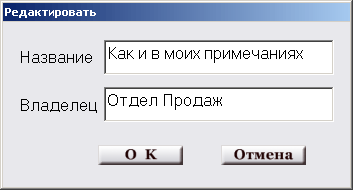 Редактировать
Название Как и в моих примечаниях
Владелец Отдел Продаж
О К Отмена